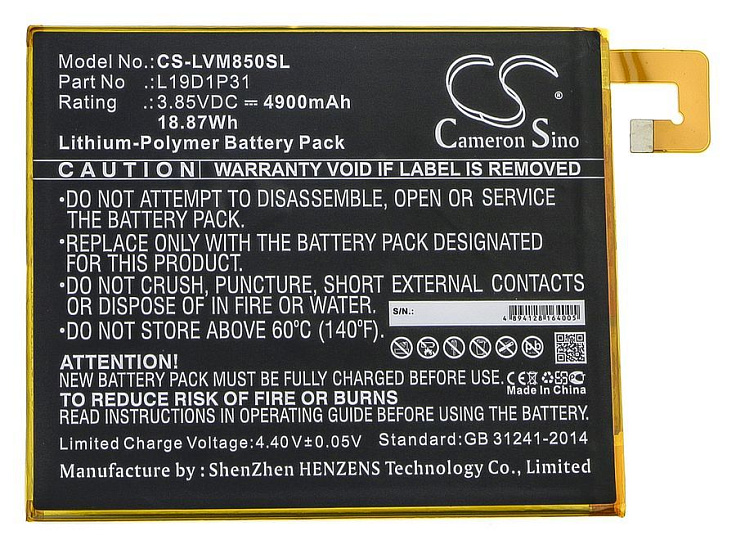 Model No. :CS-LVM850SL
Part No .:L19D1P31
Rating .:3.85VDC ⎓ 4900mAh
18.87Wh
Lithium-Polymer Battery Pack
CS
®
Cameron Sino
CAUTION WARRANTY VOID IF LABEL IS REMOVED
•DO NOT ATTEMPT TO DISASSEMBLE, OPEN OR SERVICE
THE BATTERY PACK.
•REPLACE ONLY WITH THE BATTERY PACK DESIGNATED
FOR THIS PRODUCT.
•DO NOT CRUSH, PUNCTURE, SHORT EXTERNAL CONTACTS
OR DISPOSE OF IN FIRE OR WATER.
•DO NOT STORE ABOVE 60°C (140°F).
S/N.:
4 894128 164005
Pb
ATTENTION!
NEW BATTERY PACK MUST BE FULLY CHARGED BEFORE USE.
CE
Made In China
TO REDUCE RISK OF FIRE OR BURNS
READ INSTRUCTIONS IN OPERATING GUIDE BEFORE USING THE BATTERY.
Limited Charge Voltage:4.40V±0.05V Standard:GB 31241-2014
Manufacture by : ShenZhen HENZENS Technology Co., Limited